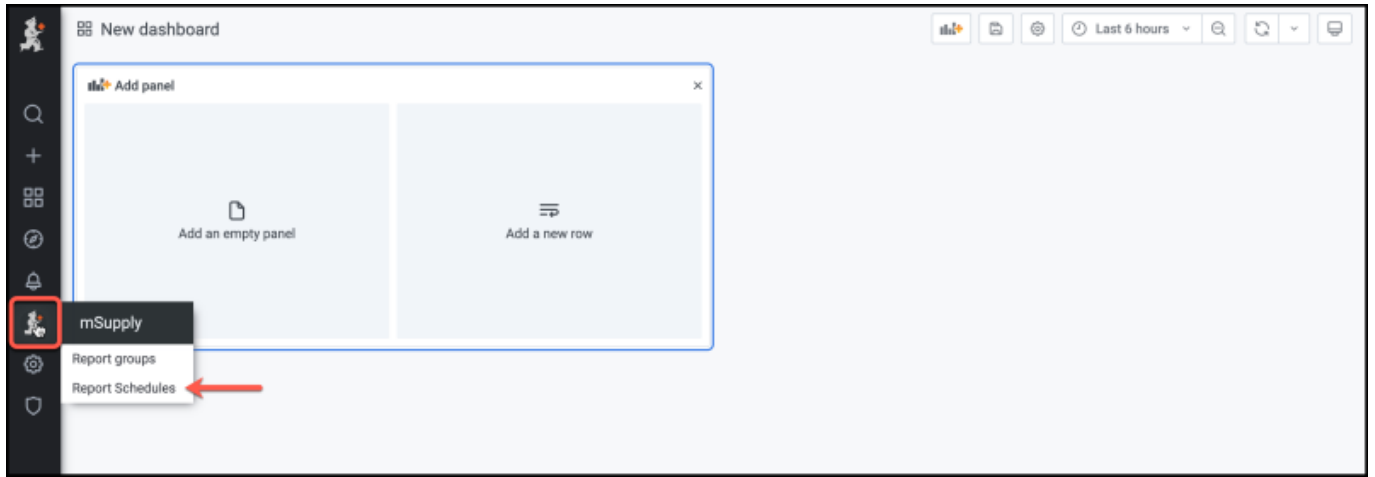 New dashboard
Last 6 hours
Add panel
Add an empty panel
Add a new row
mSupply
Report groups
Report Schedules